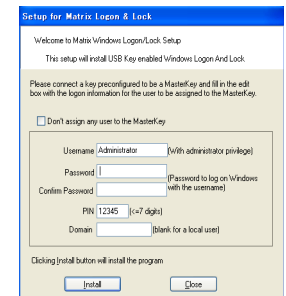 Setup for Matrix Logon & Lock
Welcome to Matrix Windows Logon/Lock Setup
This setup will install USB Key enabled Windows Logon And Lock
Please connect a key preconfigured to be a MasterKey and fill in the edit
box with the logon information for the user to be assigned to the MasterKey.
Don't assign any user to the MasterKey
Username Administrator (With administrator privilege)
Password (Password to log on Windows
Confirm Password with the username)
PIN 12345 (<=7 digits)
Domain (blank for a local user)
Clicking Install button will install the program
Install Close